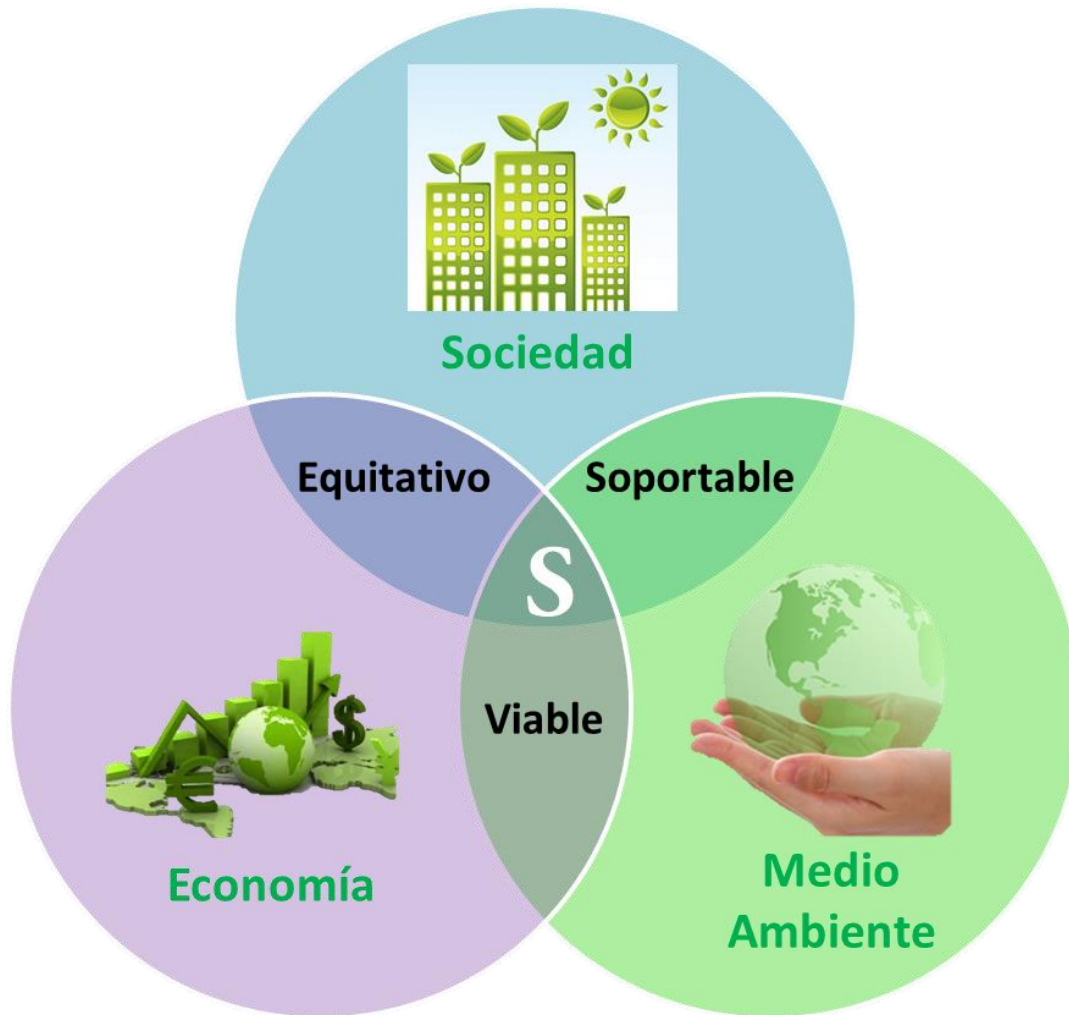 Sociedad
Equitativo
Soportable
S
Viable
$
€
Economía
Medio
Ambiente